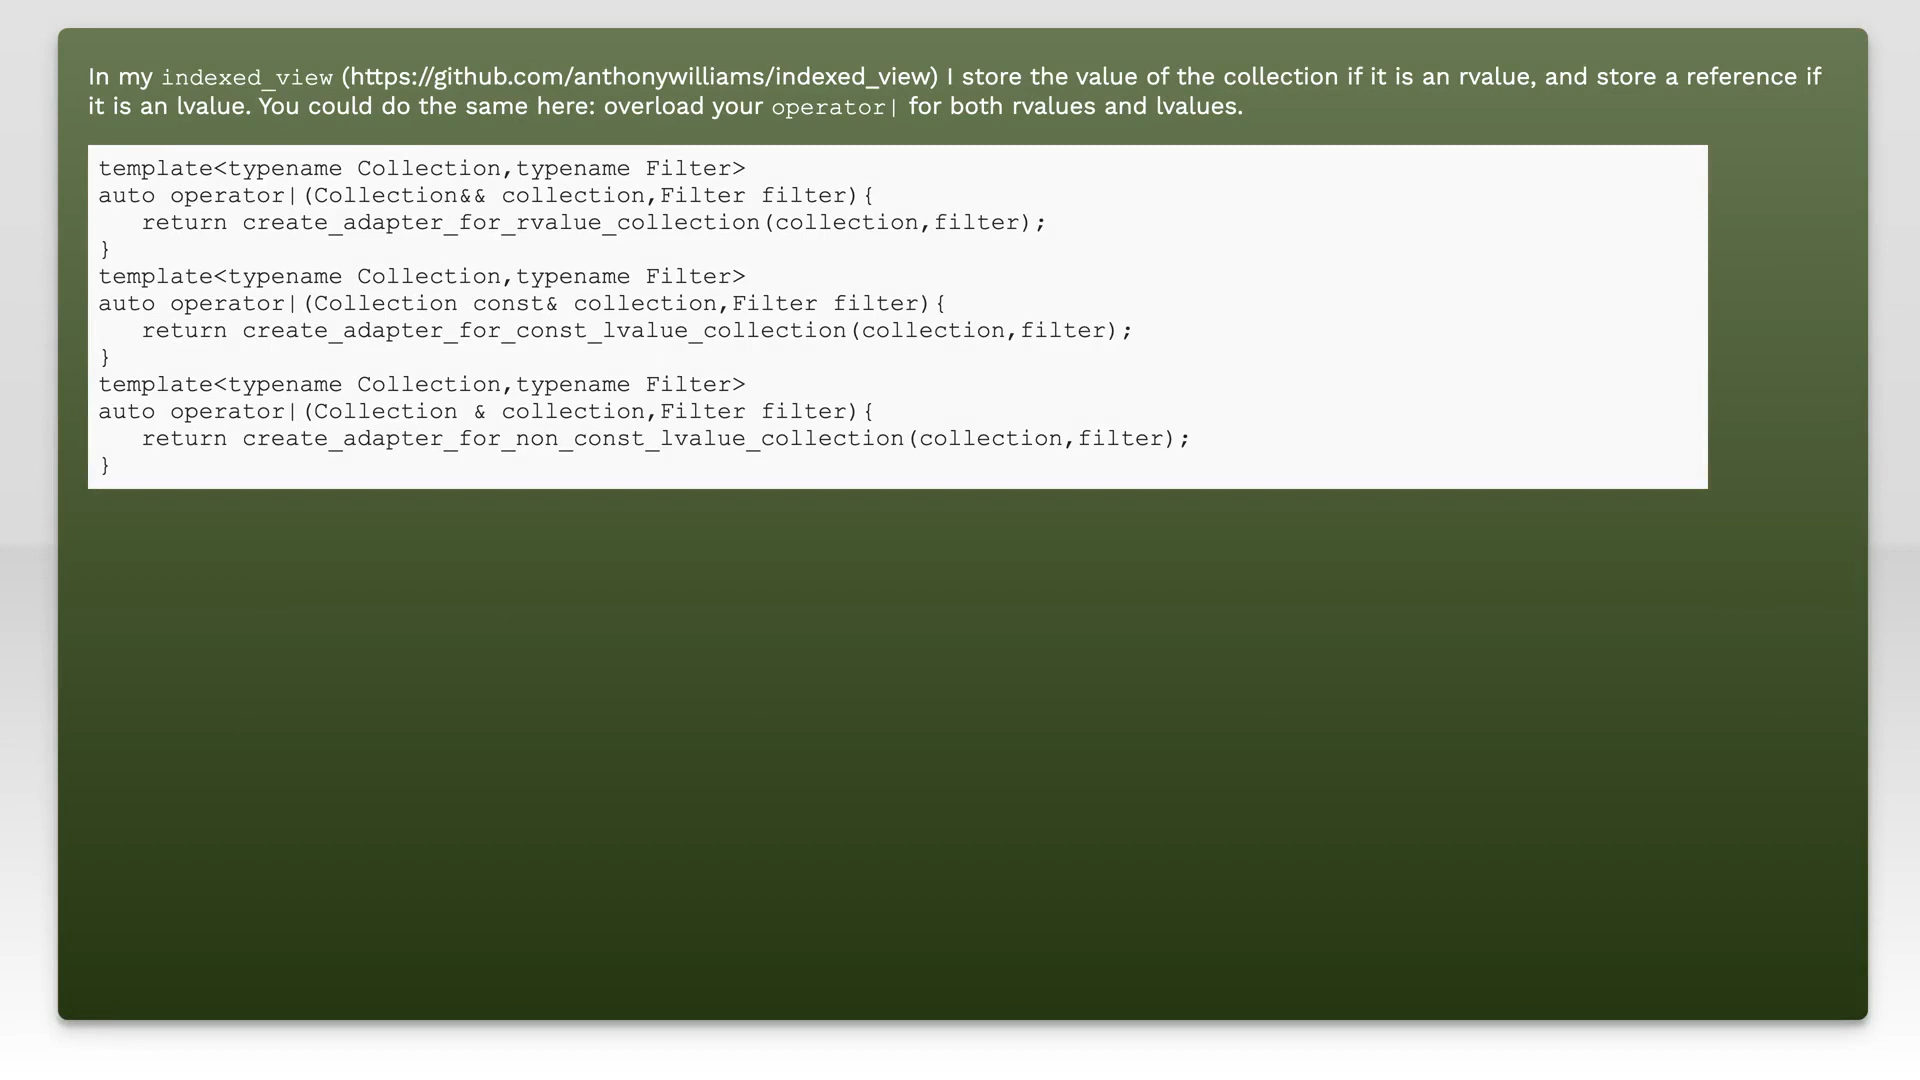 In my indexed_view (https://github.com/anthonywilliams/indexed_view) I store the value of the collection if it is an rvalue, and store a reference if
it is an lvalue. You could do the same here: overload your operator| for both rvalues and lvalues.
template<typename Collection,typename Filter>
auto operator|(Collection&& collection,Filter filter){
   return create_adapter_for_rvalue_collection(collection,filter);
}
template<typename Collection,typename Filter>
auto operator|(Collection const& collection,Filter filter){
   return create_adapter_for_const_lvalue_collection(collection,filter);
}
template<typename Collection,typename Filter>
auto operator|(Collection & collection,Filter filter){
   return create_adapter_for_non_const_lvalue_collection(collection,filter);
}